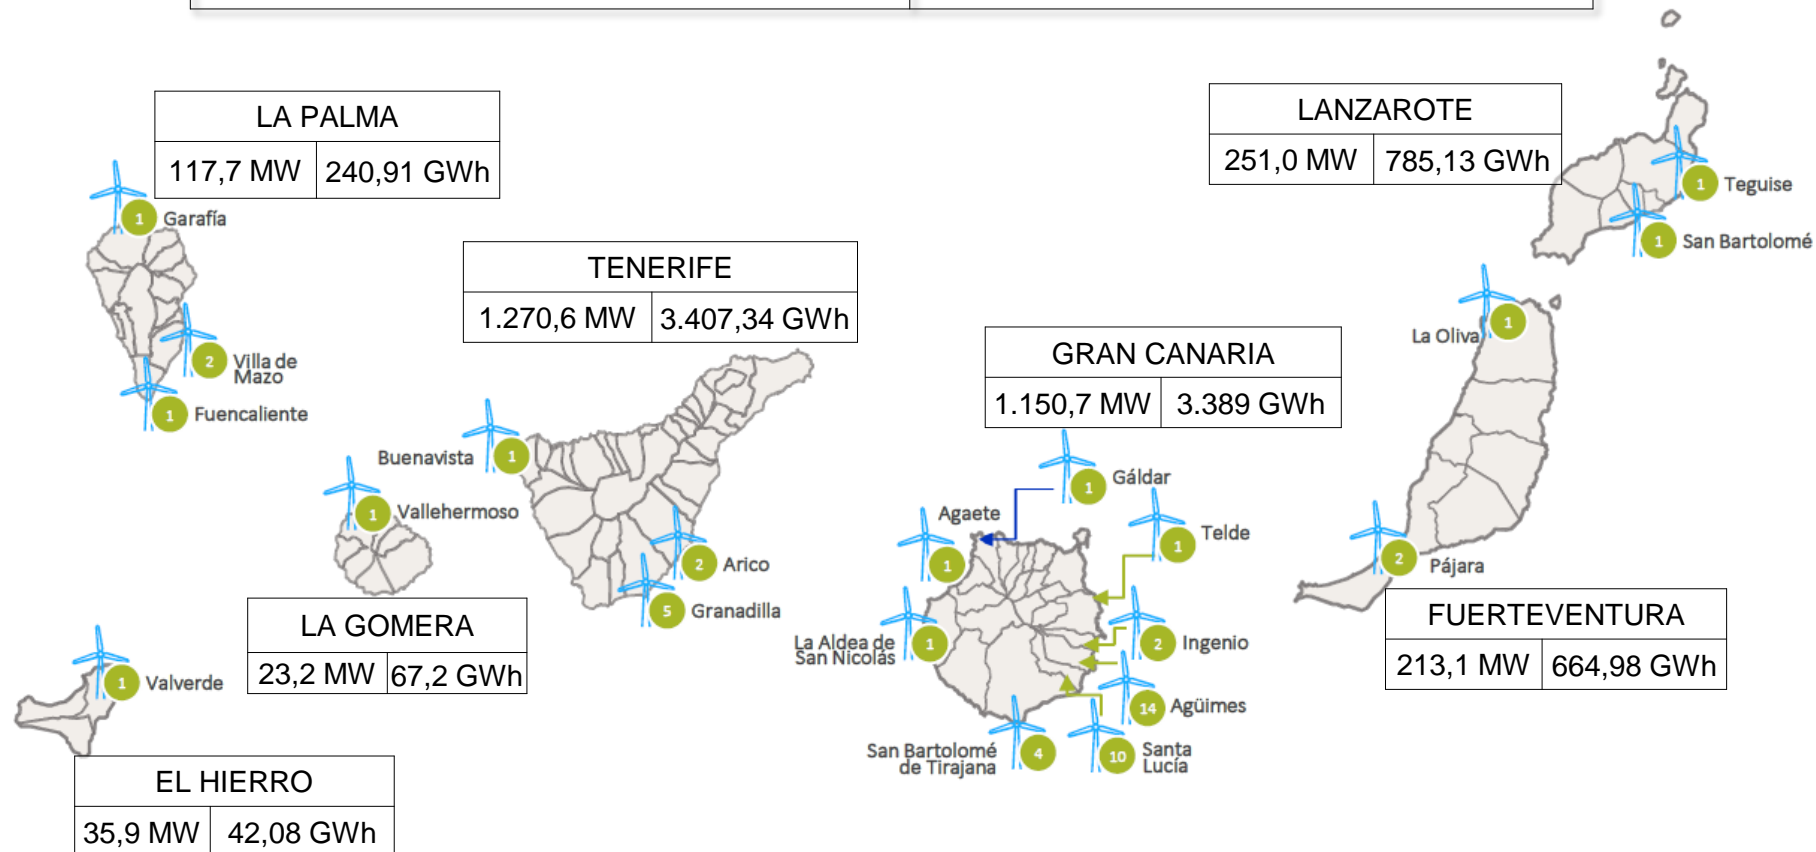 LA PALMA
117,7 MW 240,91 GWh
1 Garafía
2 Villa de
Mazo
1 Fuencaliente
TENERIFE
1.270,6 MW 3.407,34 GWh
Buenavista 1
2 Arico
5 Granadilla
1 Vallehermoso
LA GOMERA
23,2 MW 67,2 GWh
1 Valverde
EL HIERRO
35,9 MW 42,08 GWh
GRAN CANARIA
1.150,7 MW 3.389 GWh
1 Gáldar
Agaete
1
1 Telde
La Aldea de
San Nicolás 1
2 Ingenio
14 Agüimes
San Bartolomé
de Tirajana 4
10 Santa
Lucía
LANZAROTE
251,0 MW 785,13 GWh
1 Teguise
1 San Bartolomé
La Oliva 1
2 Pájara
FUERTEVENTURA
213,1 MW 664,98 GWh